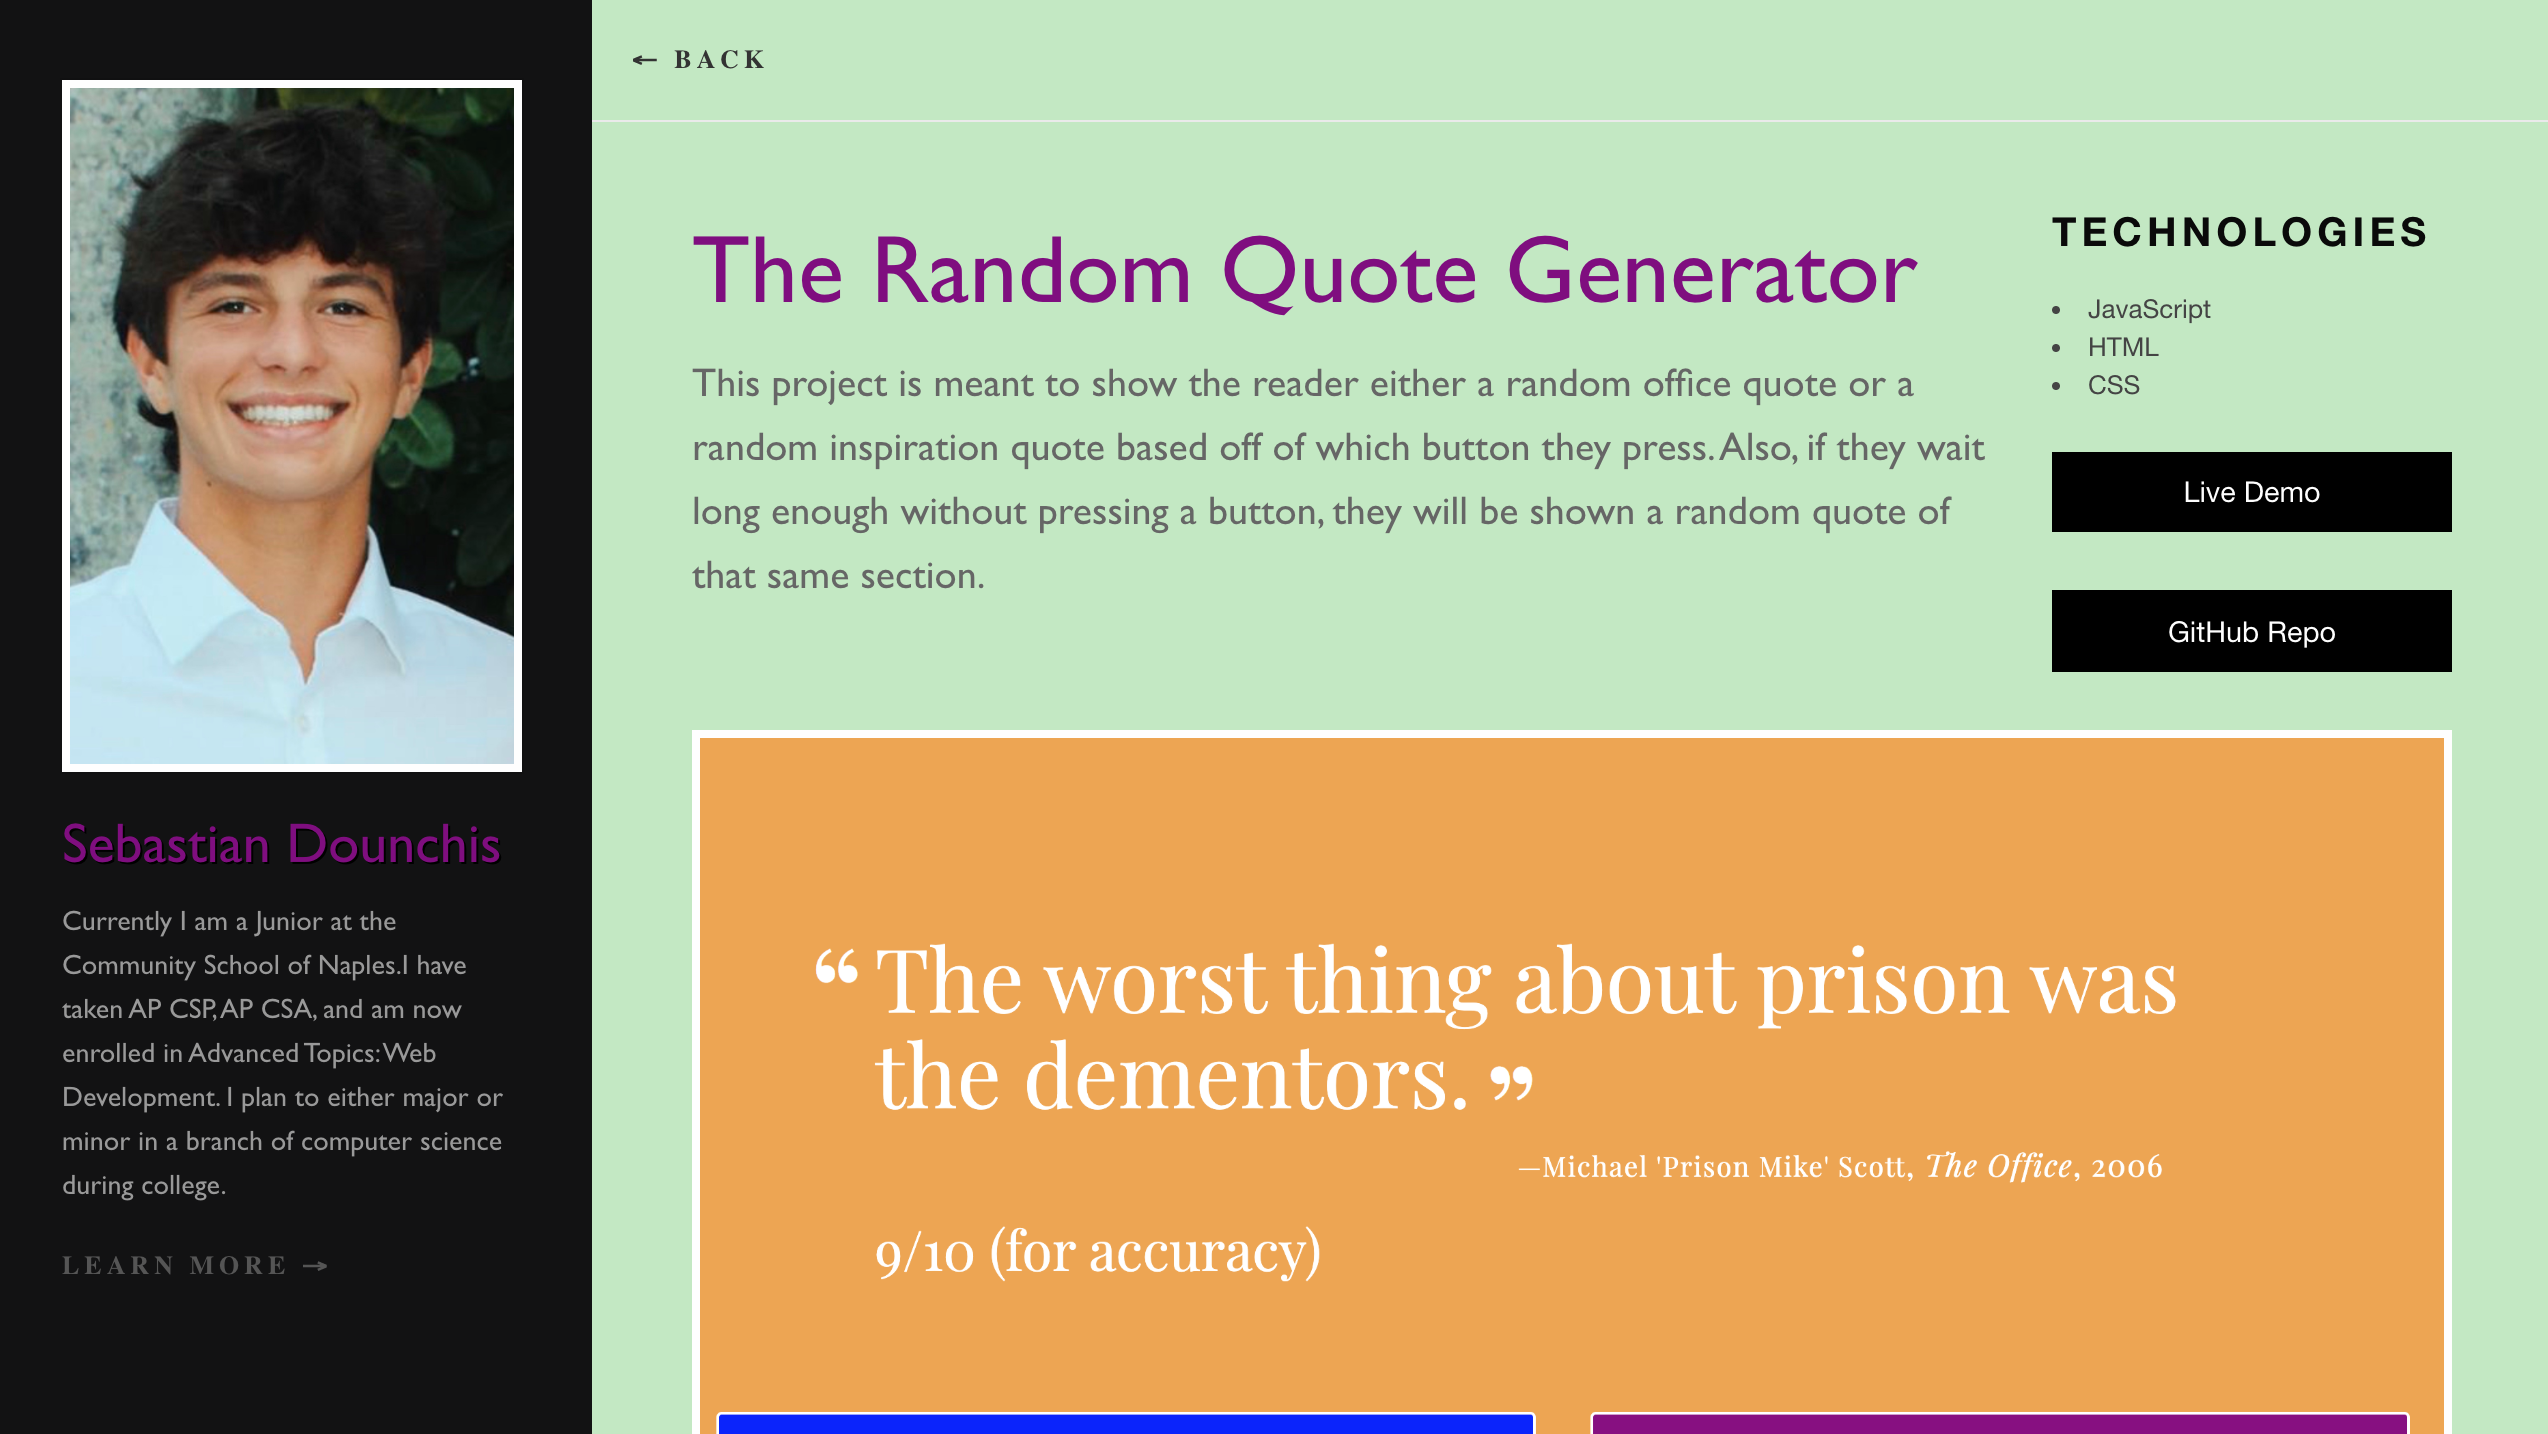 ← BACK
Sebastian Dounchis
Currently I am a Junior at the
Community School of Naples.I have
taken AP CSP,AP CSA, and am now
enrolled in Advanced Topics:Web
Development. I plan to either major or
minor in a branch of computer science
during college.
LEARN MORE →
The Random Quote Generator
This project is meant to show the reader either a random office quote or a
random inspiration quote based off of which button they press. Also, if they wait
long enough without pressing a button, they will be shown a random quote of
that same section.
TECHNOLOGIES
• JavaScript
• HTML
• CSS
Live Demo
GitHub Repo
“The worst thing about prison was
the dementors.”
—Michael 'Prison Mike' Scott, The Office, 2006
9/10 (for accuracy)